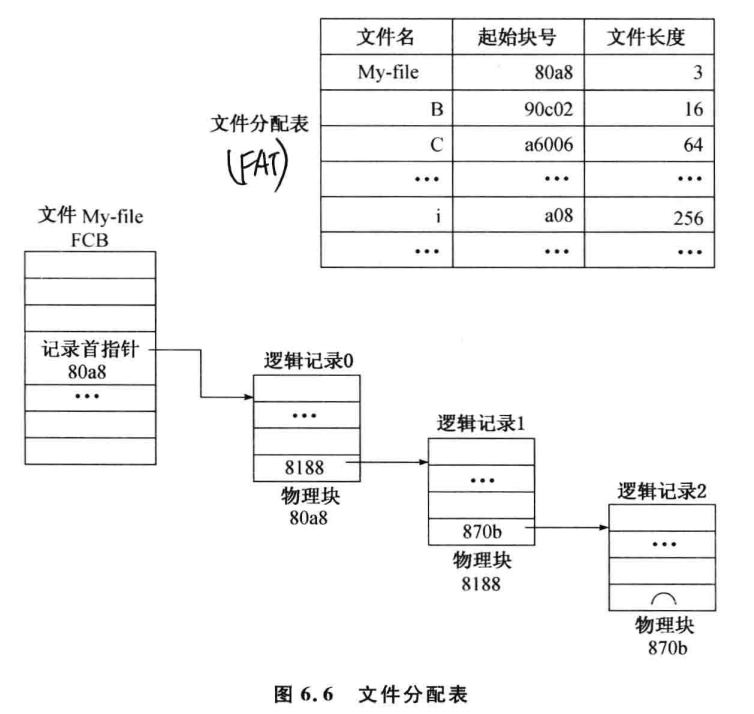 文件名 起始块号 文件长度
My-file 80a8 3
B 90c02 16
C a6006 64
… … …
i a08 256
… … …
文件分配表
(FAT)
文件 My-file
FCB
记录首指针
80a8
…
逻辑记录0
…
8188
物理块
80a8
逻辑记录1
…
870b
物理块
8188
逻辑记录2
…
物理块
870b
图 6.6 文件分配表